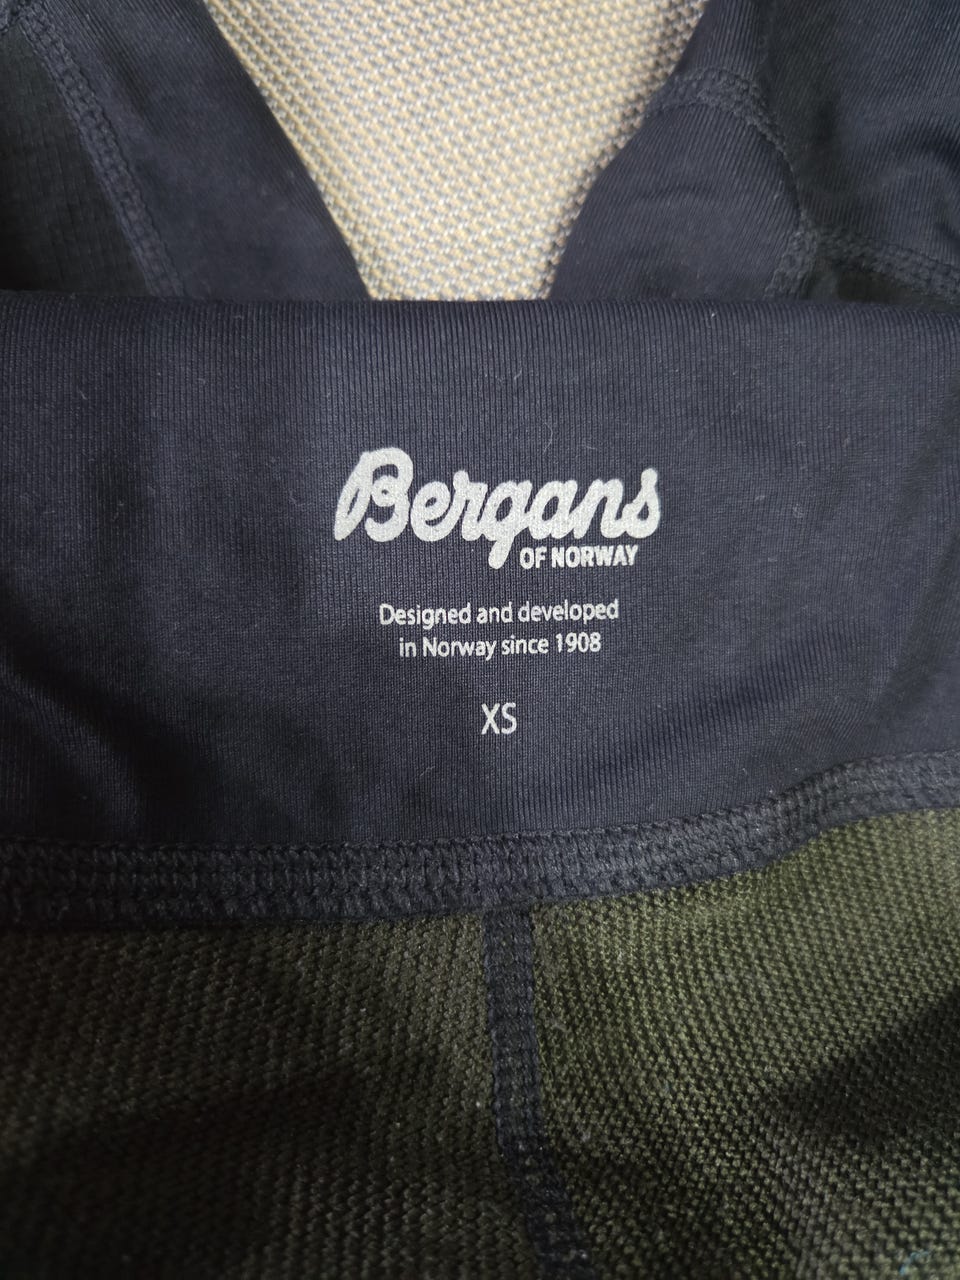 Bergans
OF NORWAY
Designed and developed
in Norway since 1908
XS